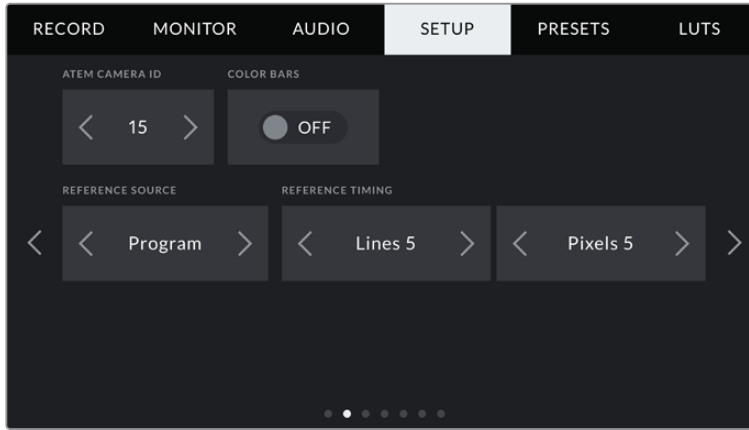 RECORD MONITOR AUDIO SETUP PRESETS LUTS
ATEM CAMERA ID COLOR BARS
15 OFF
REFERENCE SOURCE REFERENCE TIMING
Program Lines 5 Pixels 5